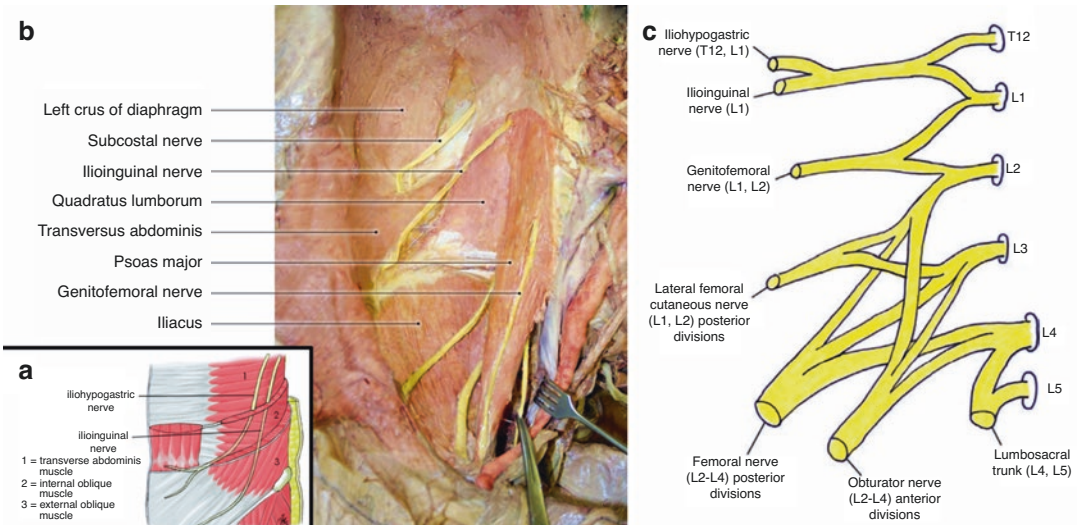 b
Left crus of diaphragm
Subcostal nerve
Ilioinguinal nerve
Quadratus lumborum
Transversus abdominis
Psoas major
Genitofemoral nerve
Iliacus
a
iliohypogastric
nerve
ilioinguinal
nerve
1 = transverse abdominis
muscle
2 = internal oblique
muscle
3 = external oblique
muscle
1
2
3
c
Iliohypogastric
nerve (T12, L1)
Ilioinguinal
nerve (L1)
Genitofemoral
nerve (L1, L2)
Lateral femoral
cutaneous nerve
(L1, L2) posterior
divisions
Femoral nerve
(L2-L4) posterior
divisions
Obturator nerve
(L2-L4) anterior
divisions
Lumbosacral
trunk (L4, L5)
T12
L1
L2
L3
L4
L5